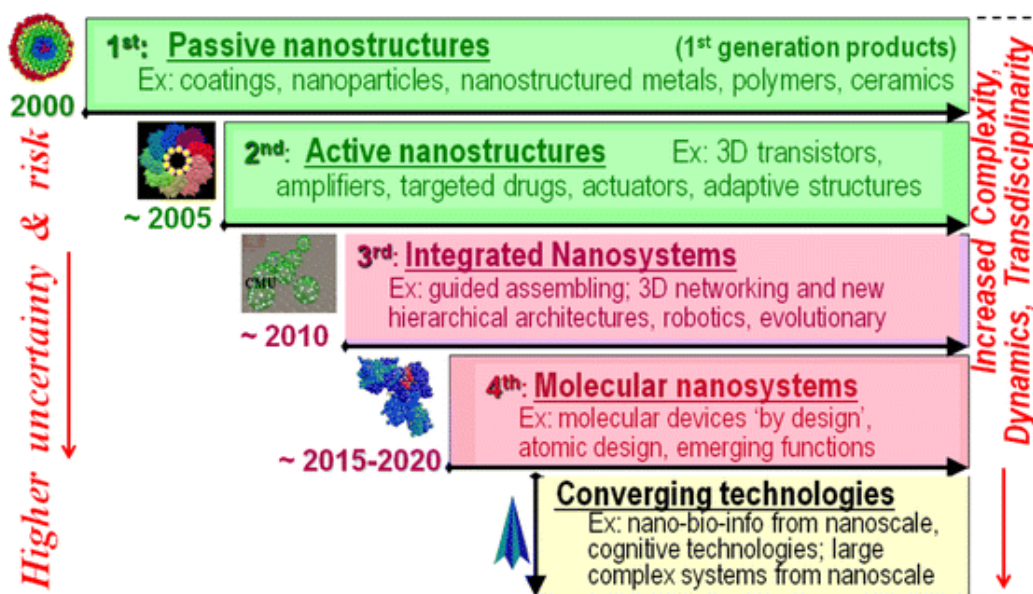 1st: Passive nanostructures (1st generation products)
Ex: coatings, nanoparticles, nanostructured metals, polymers, ceramics
2000
2nd: Active nanostructures Ex: 3D transistors,
amplifiers, targeted drugs, actuators, adaptive structures
~ 2005
3rd: Integrated Nanosystems
Ex: guided assembling; 3D networking and new
hierarchical architectures, robotics, evolutionary
CMU
~ 2010
4th: Molecular nanosystems
Ex: molecular devices ‘by design’,
atomic design, emerging functions
~ 2015-2020
Converging technologies
Ex: nano-bio-info from nanoscale,
cognitive technologies; large
complex systems from nanoscale
Higher uncertainty & risk
Increased Complexity,
Dynamics, Transdisciplinarity